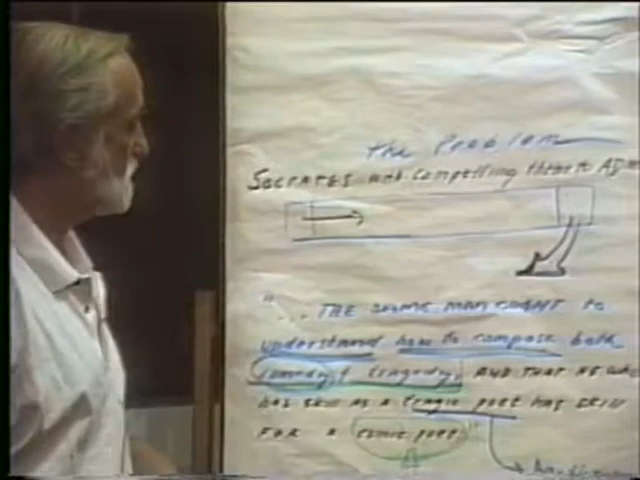 The Problem
SOCRATES was compelling them to A
"... THE same man ought to
understand how to compose both
comedy & tragedy, AND that he who
has skill as a tragic poet has skill
FOR a comic poet"